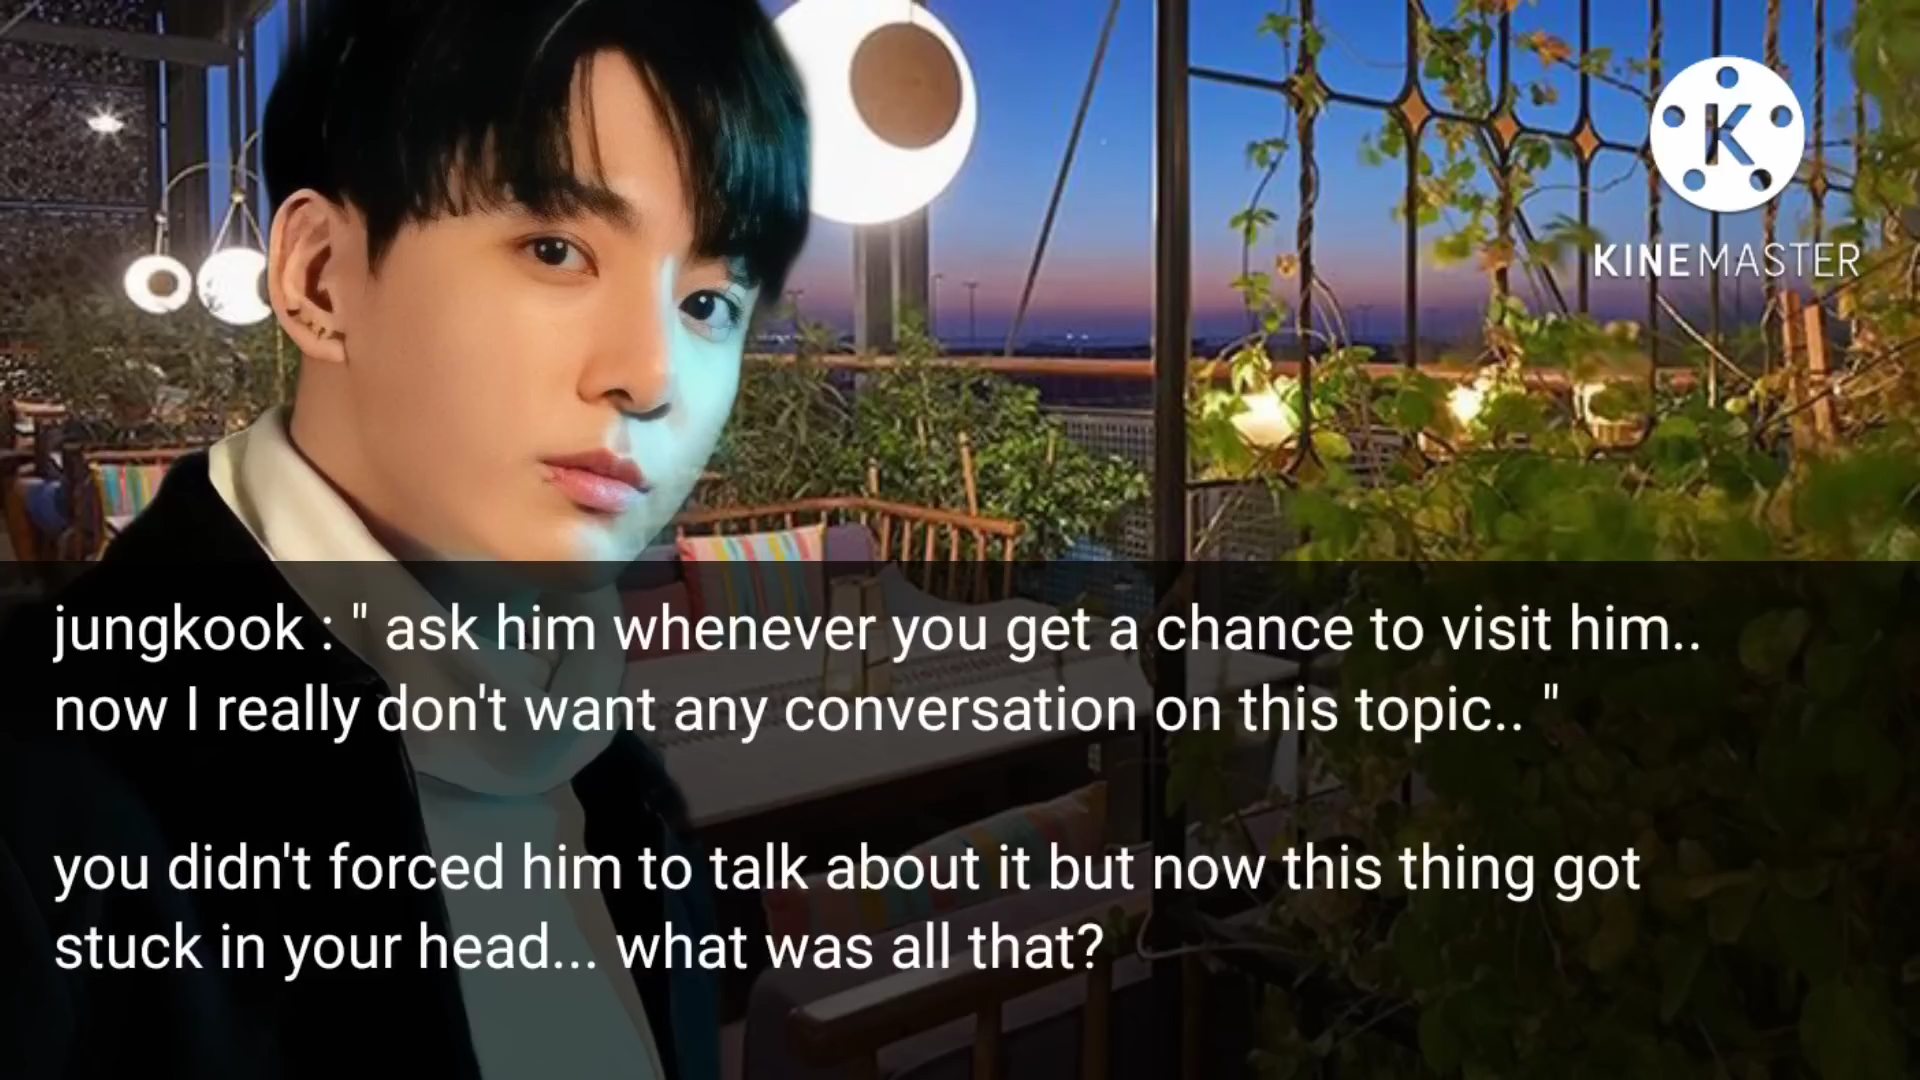 K
KINEMASTER
jungkook : " ask him whenever you get a chance to visit him..
now I really don't want any conversation on this topic.. "
you didn't forced him to talk about it but now this thing got
stuck in your head... what was all that?